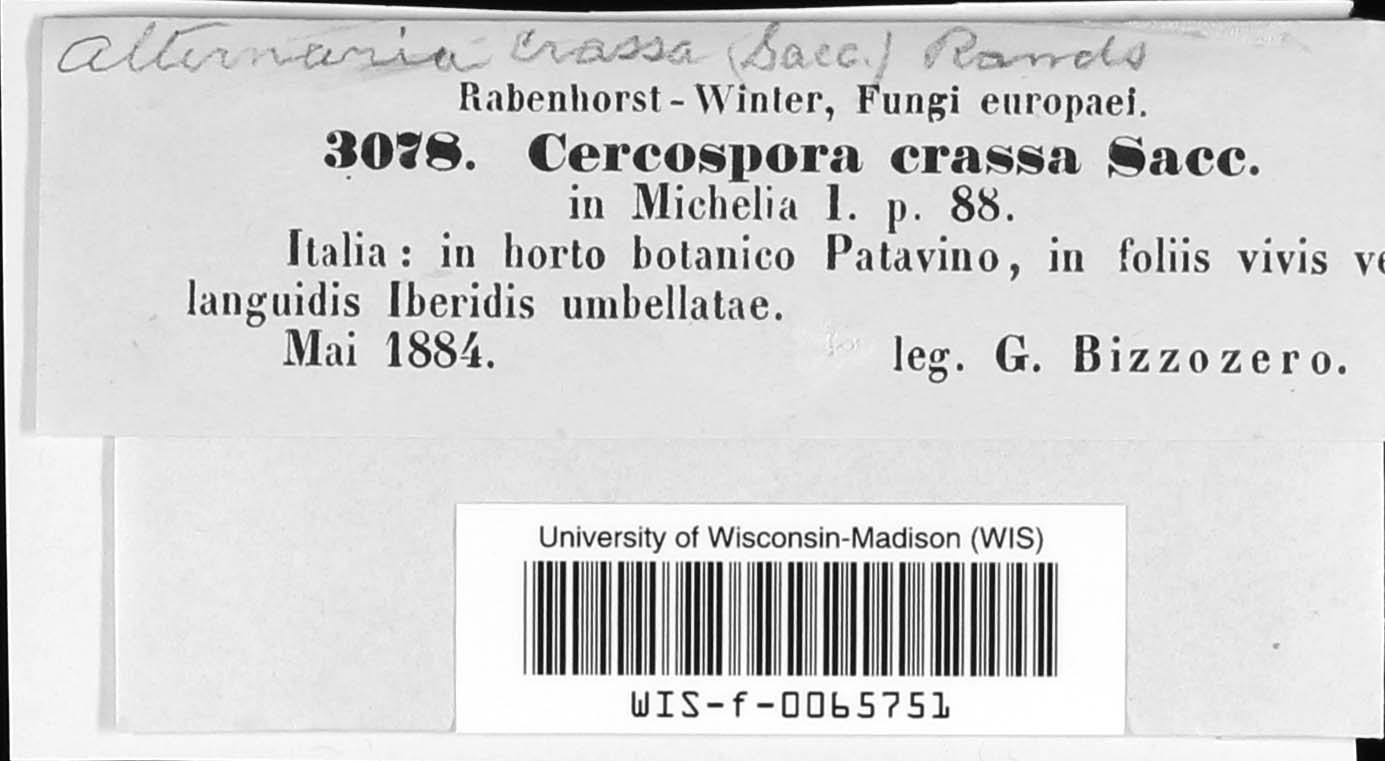 Alternaria crassa (Sacc.) Rands
Rabenhorst-Winter, Fungi europaei.
3078. Cercospora crassa Sacc.
in Michelia 1. p. 88.
Italia: in horto botanico Patavino, in foliis vivis
languidis Iberidis umbellatae.
Mai 1884. leg. G. Bizzozero.
University of Wisconsin-Madison (WIS)
WIS-f-0065751